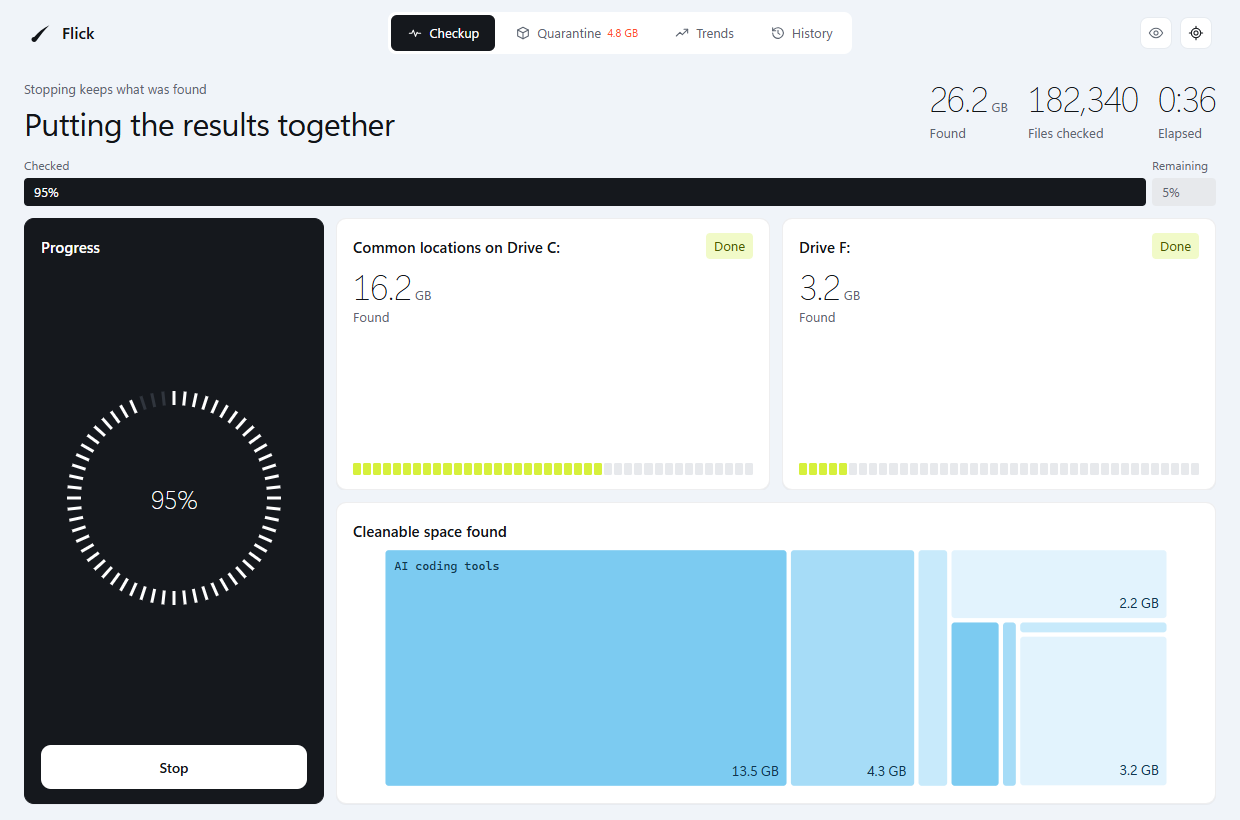 Flick
Checkup
Quarantine 4.8 GB
Trends
History
Stopping keeps what was found
Putting the results together
26.2 GB
Found
182,340
Files checked
0:36
Elapsed
Checked
Remaining
95%
5%
Progress
95%
Stop
Common locations on Drive C:
Done
16.2 GB
Found
Drive F:
Done
3.2 GB
Found
Cleanable space found
AI coding tools
13.5 GB
4.3 GB
2.2 GB
3.2 GB